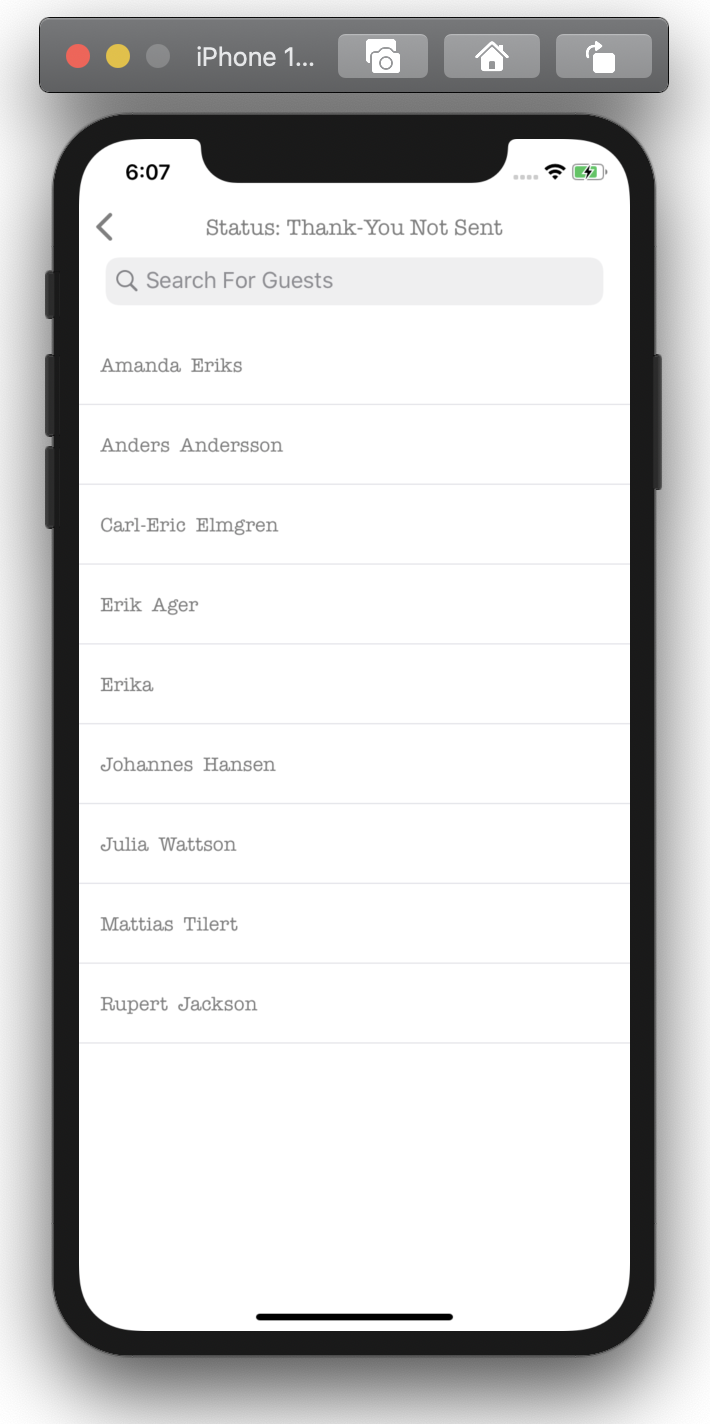 iPhone 1...
6:07
Status: Thank-You Not Sent
Search For Guests
Amanda Eriks
Anders Andersson
Carl-Eric Elmgren
Erik Ager
Erika
Johannes Hansen
Julia Wattson
Mattias Tilert
Rupert Jackson